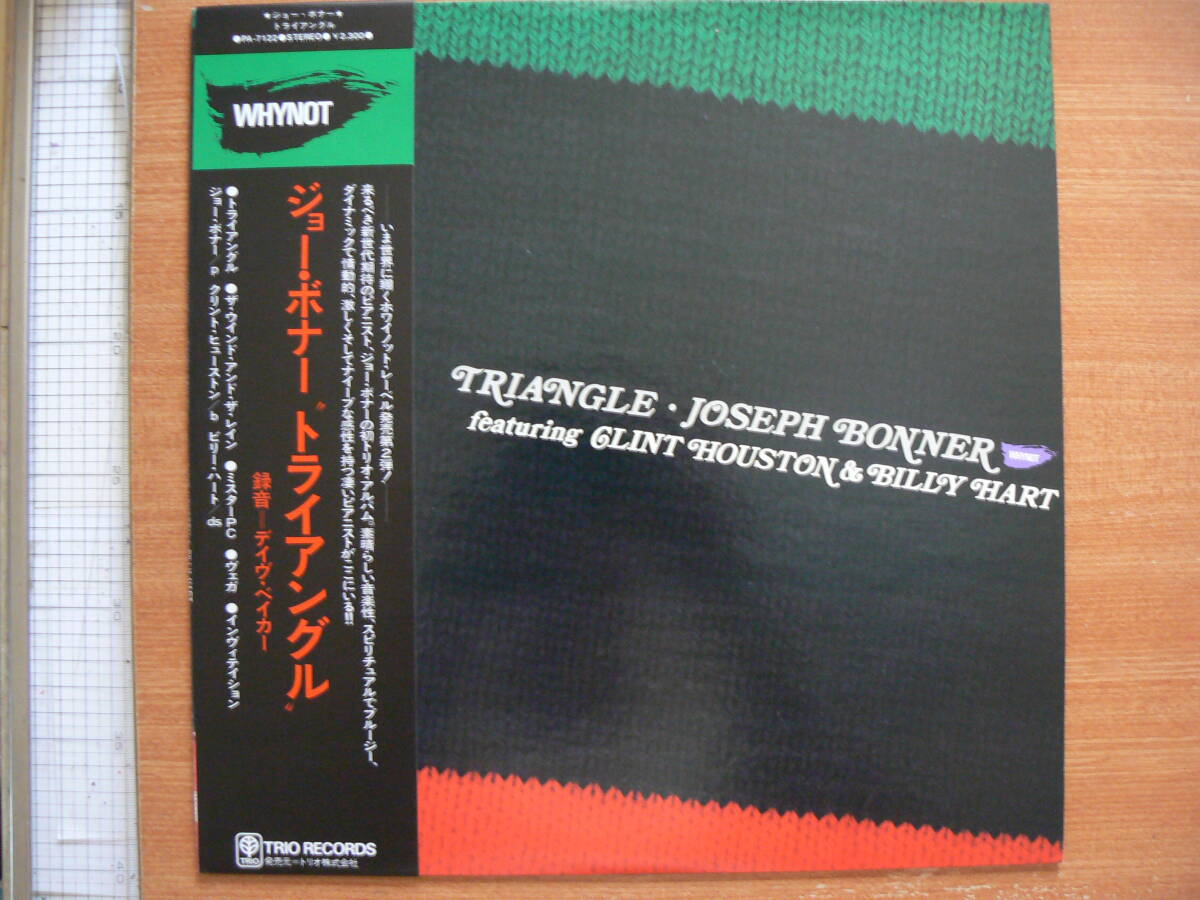 ★ジョー・ボナー★
トライアングル
●PA-7122●STEREO●￥2,300●
WHYNOT
──いま世界に翔くホワイノット・レーベル発売第2弾！──
来るべき新世代期待のピアニスト、ジョー・ボナーの初トリオ・アルバム。素晴らしい音楽性、スピリチュアルでブルージー、
ダイナミックで情動的、激しくそしてナイーブな感性を持つ凄いピアニストがここにいる!!
ジョー・ボナー〝トライアングル〟
録音＝デイヴ・ベイカー
●トライアングル ●ザ・ウインド・アンド・ザ・レイン ●ミスターPC ●ヴェガ ●インヴィテイション
ジョー・ボナー／p クリント・ヒューストン／b ビリー・ハート／ds
TRIO
TRIO RECORDS
発売元＝トリオ株式会社
TRIANGLE・JOSEPH BONNER
WHYNOT
featuring CLINT HOUSTON & BILLY HART